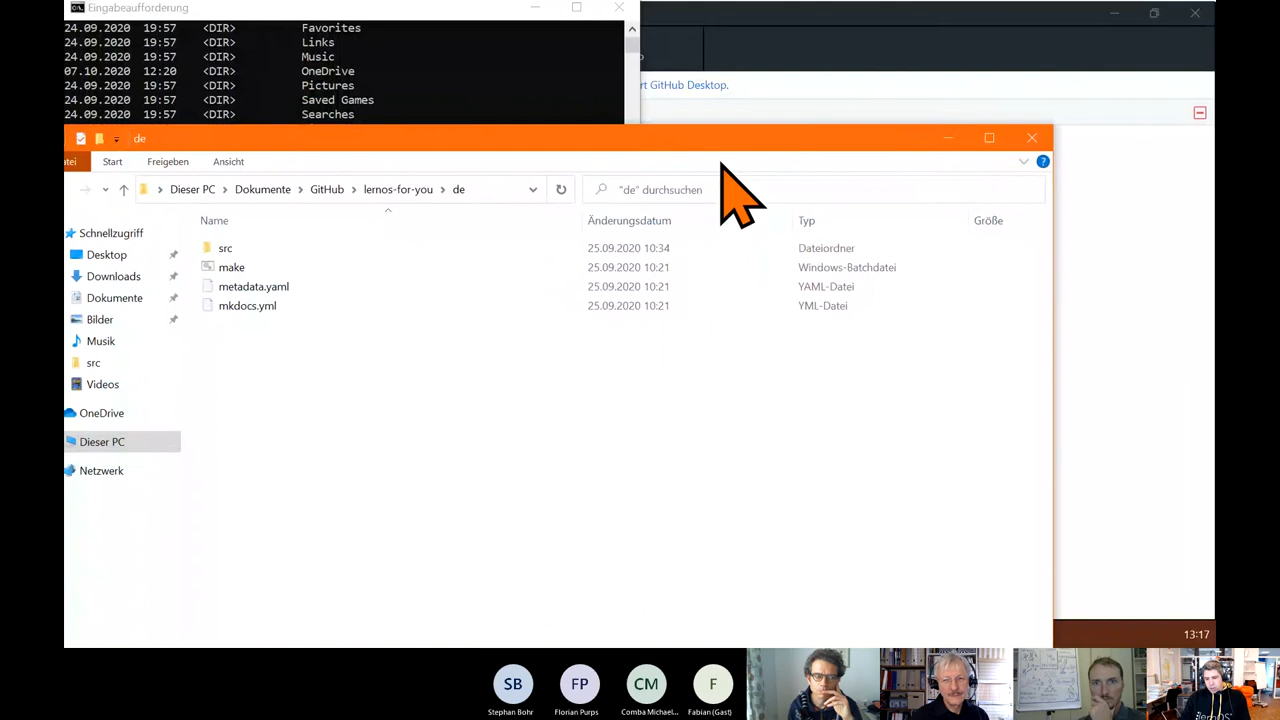 Eingabeaufforderung
24.09.2020 19:57 <DIR> Favorites
24.09.2020 19:57 <DIR> Links
24.09.2020 19:57 <DIR> Music
07.10.2020 12:20 <DIR> OneDrive
24.09.2020 19:57 <DIR> Pictures
24.09.2020 19:57 <DIR> Saved Games
24.09.2020 19:57 <DIR> Searches
rt GitHub Desktop.
de
atei Start Freigeben Ansicht
Dieser PC Dokumente GitHub lernos-for-you de
"de" durchsuchen
Name Änderungsdatum Typ Größe
src 25.09.2020 10:34 Dateiordner
make 25.09.2020 10:21 Windows-Batchdatei
metadata.yaml 25.09.2020 10:21 YAML-Datei
mkdocs.yml 25.09.2020 10:21 YML-Datei
Schnellzugriff
Desktop
Downloads
Dokumente
Bilder
Musik
src
Videos
OneDrive
Dieser PC
Netzwerk
13:17
SB FP CM F
Stephan Bohr Florian Purps Comba Michael... Fabian (Gast)